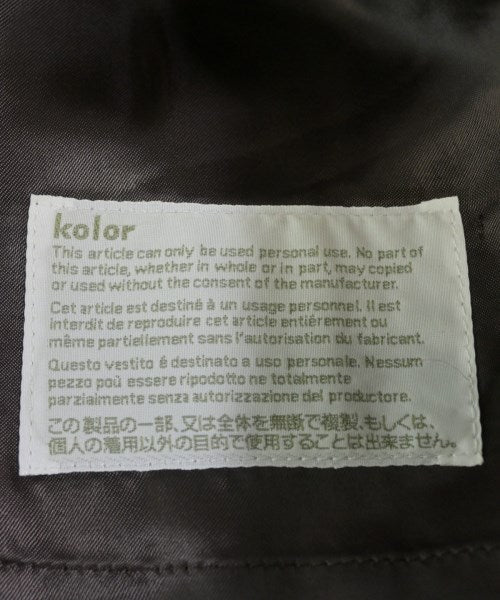 kolor
This article can only be used personal use. No part of
this article, whether in whole or in part, may copied
or used without the consent of the manufacturer.
Cet article est destiné à un usage personnel. Il est
interdit de reproduire cet article entiérement ou
même partiellement sans l'autorisation du fabricant.
Questo vestito é destinato a uso personale. Nessum
pezzo poü essere ripodotto ne totalmente
parzialmente senza autorizzazione del productore.
この製品の一部、又は全体を無断で複製、もしくは、
個人の着用以外の目的で使用することは出来ません。